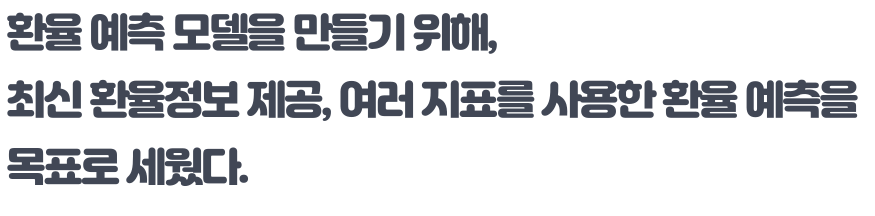 환율 예측 모델을 만들기 위해,
최신 환율정보 제공, 여러 지표를 사용한 환율 예측을
목표로 세웠다.